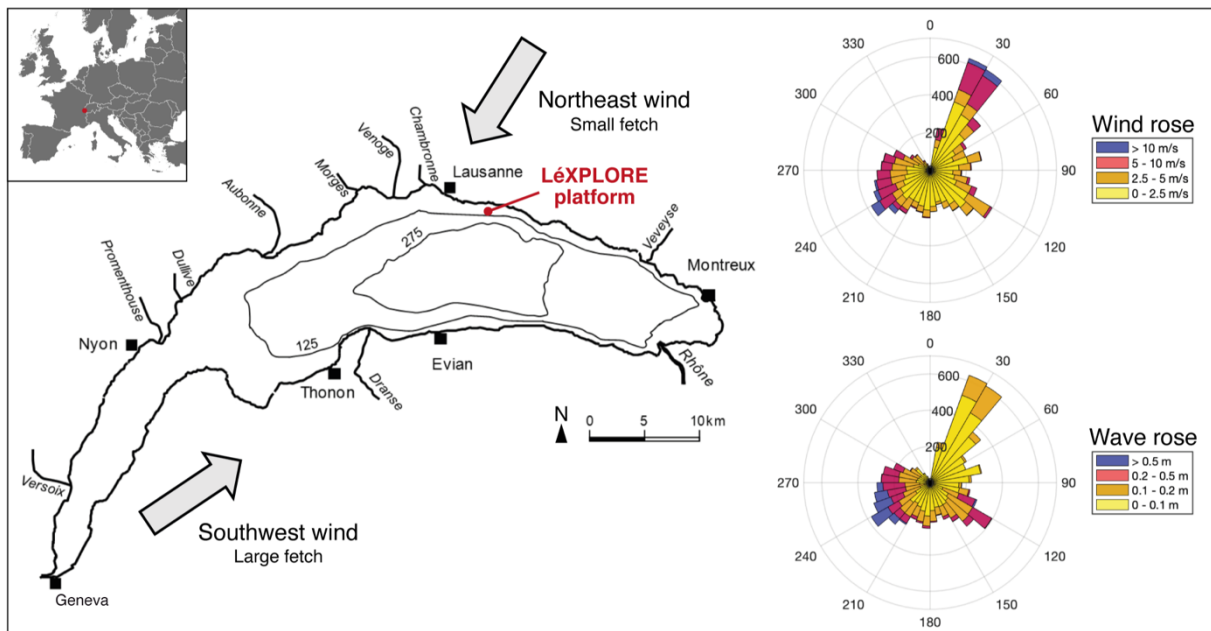 Northeast wind
Small fetch
Chambronne
Venoge
Lausanne
LéXPLORE
platform
Morges
Aubonne
275
Veveyse
Promenthouse
Dullive
Montreux
Nyon
125
Evian
Rhône
Thonon
Dranse
N
0 5 10 km
Versoix
Southwest wind
Large fetch
Geneva
0
330
30
600
300
60
400
200
270
90
240
120
210
150
180
Wind rose
> 10 m/s
5 - 10 m/s
2.5 - 5 m/s
0 - 2.5 m/s
0
330
30
600
300
60
400
200
270
90
240
120
210
150
180
Wave rose
> 0.5 m
0.2 - 0.5 m
0.1 - 0.2 m
0 - 0.1 m